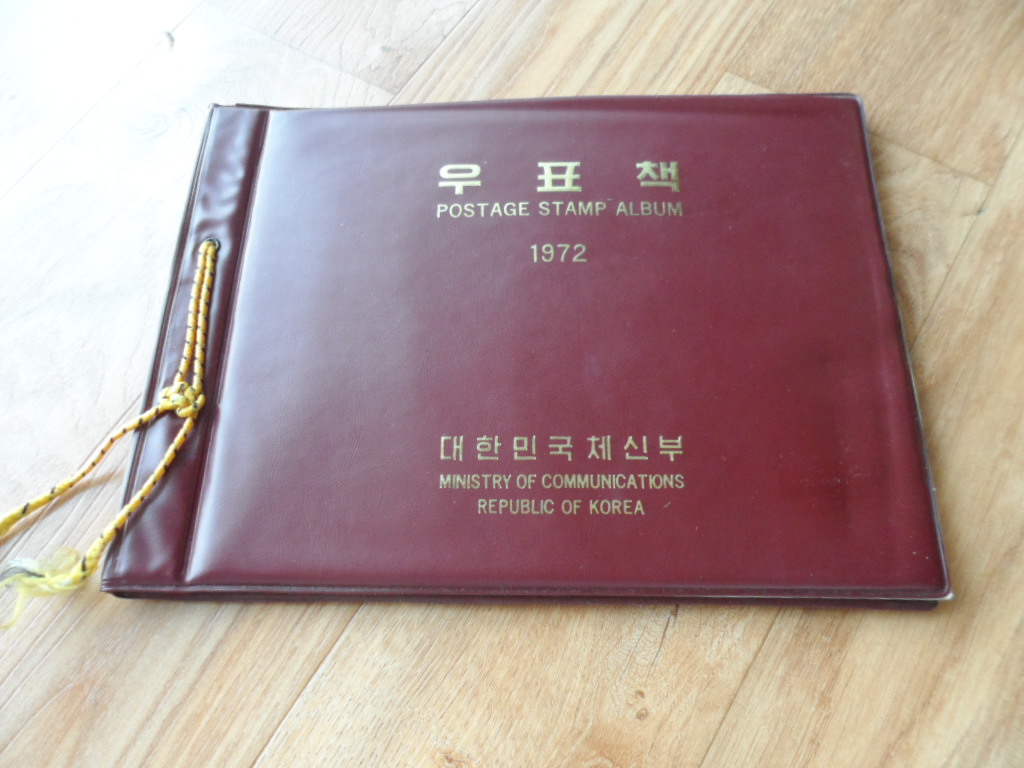 우 표 책
POSTAGE STAMP ALBUM
1972
대한민국체신부
MINISTRY OF COMMUNICATIONS
REPUBLIC OF KOREA